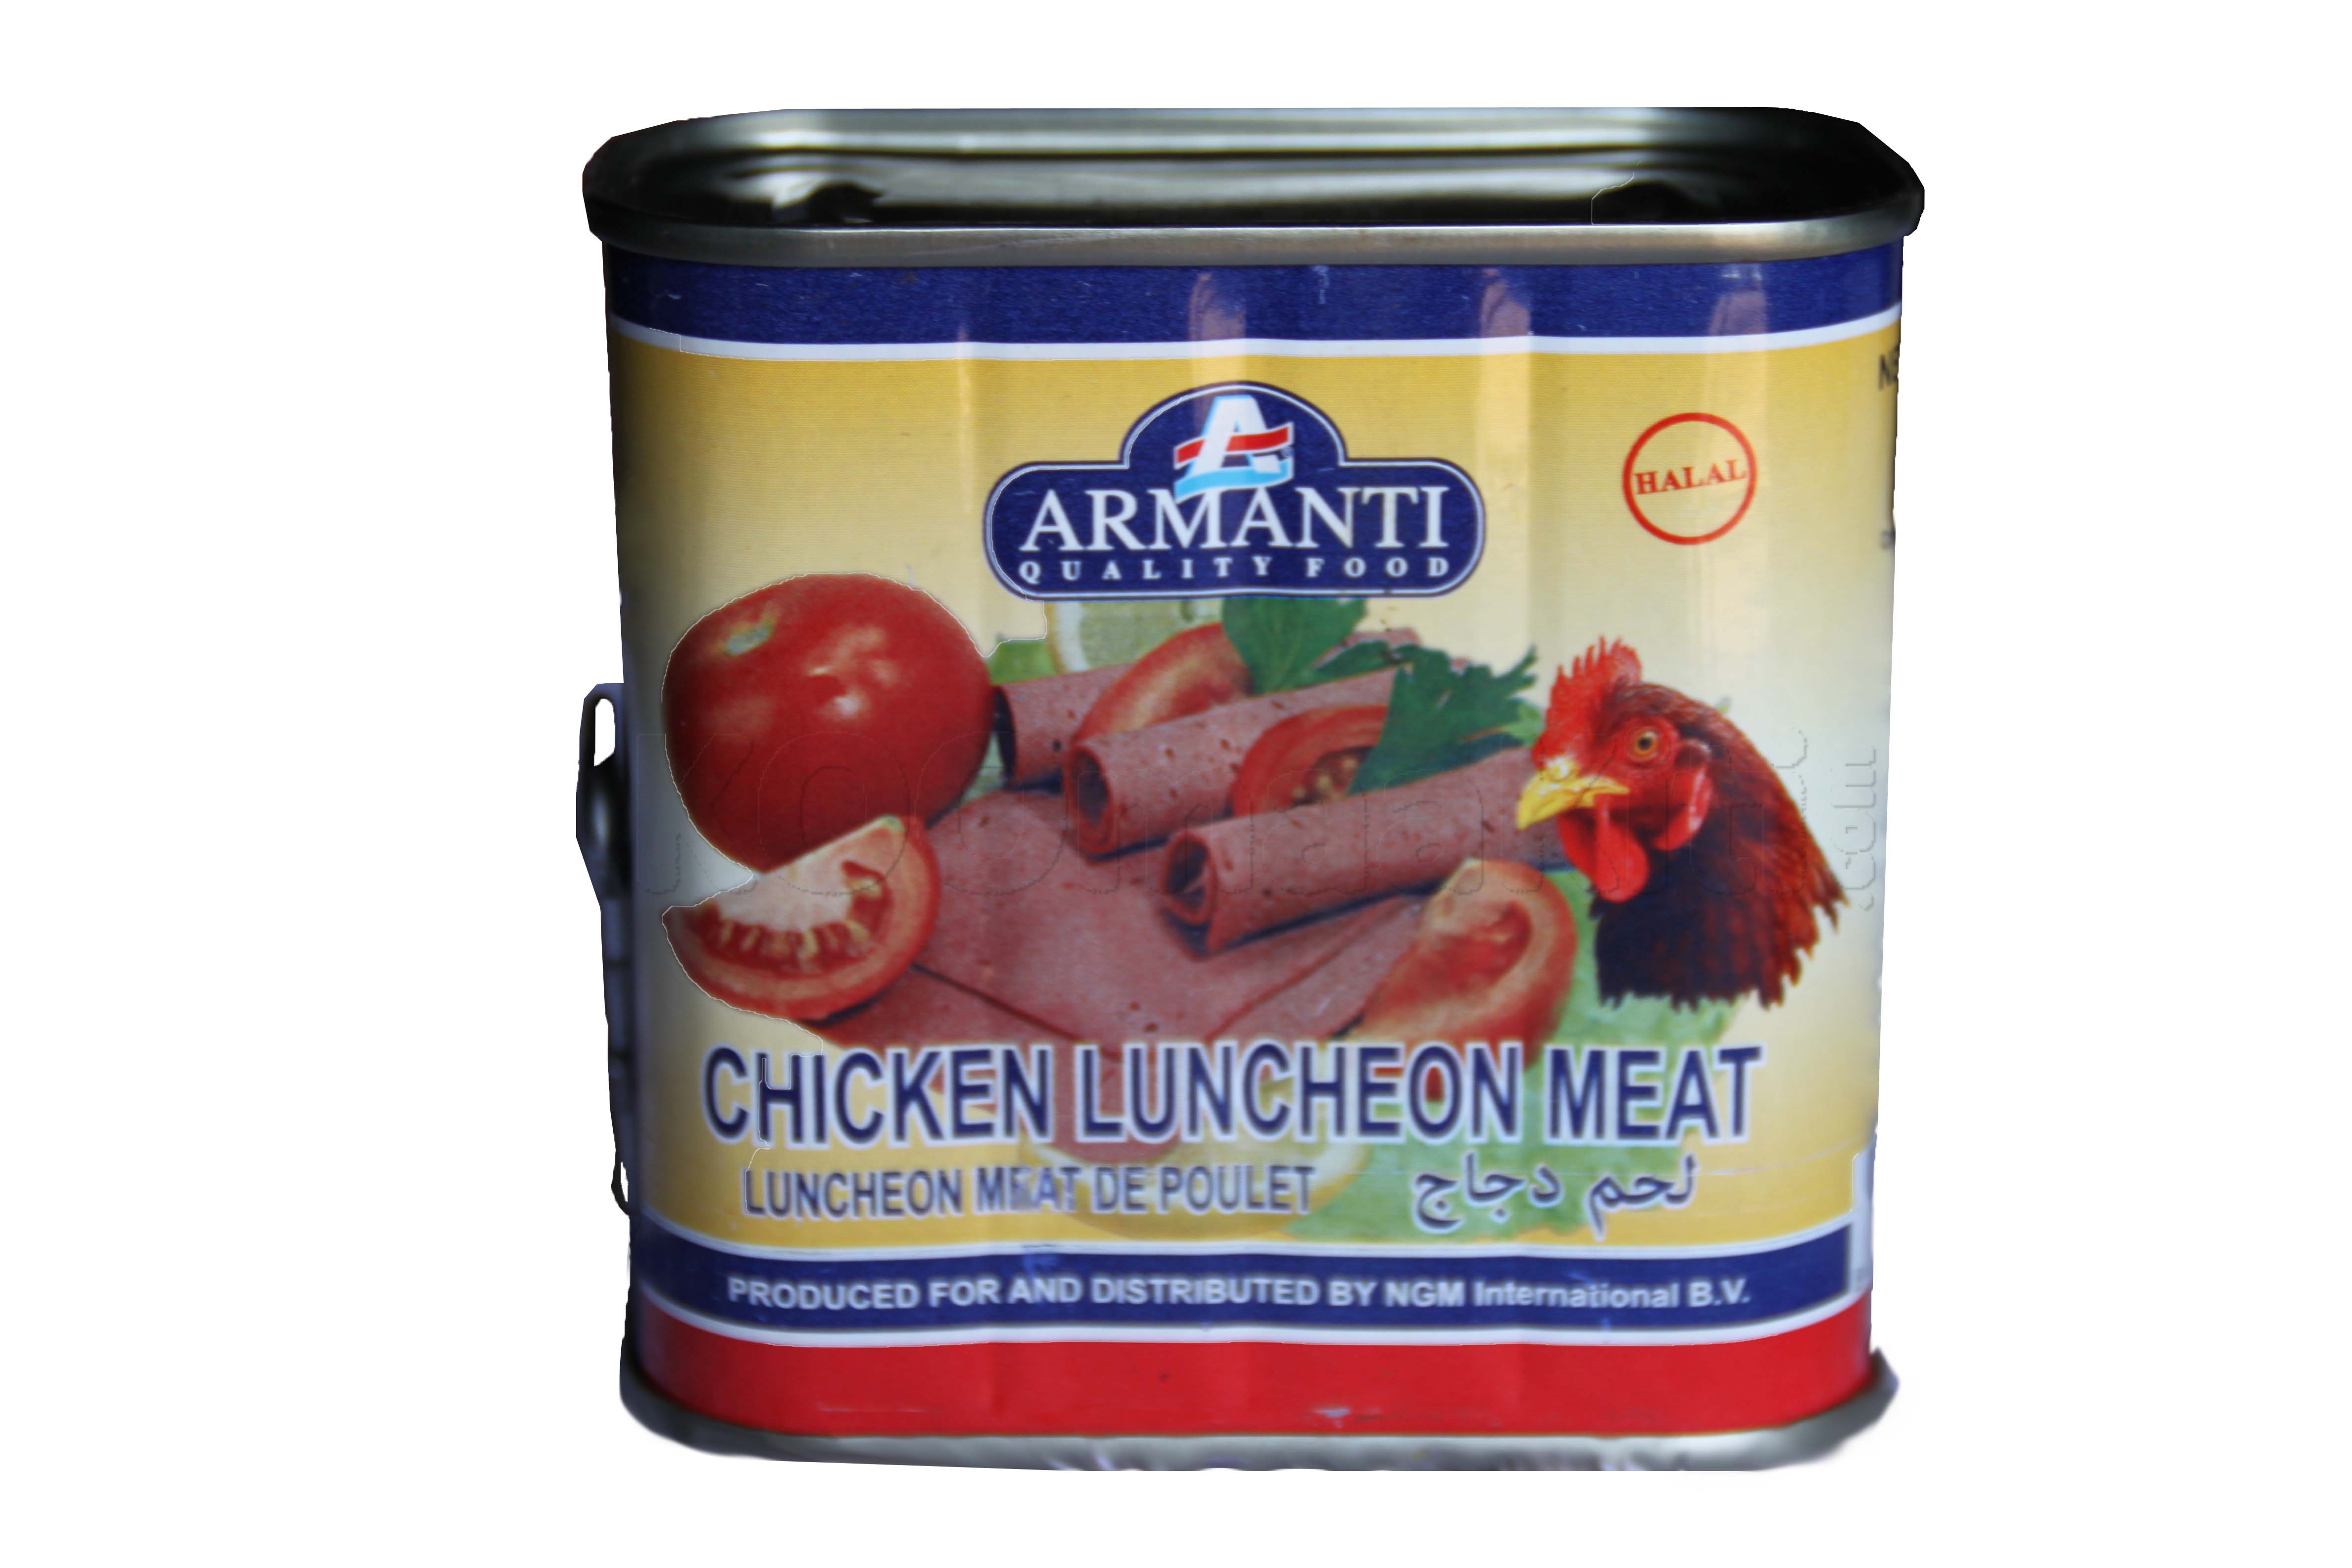 ARMANTI
QUALITY FOOD
HALAL
CHICKEN LUNCHEON MEAT
LUNCHEON MEAT DE POULET
لحم دجاج
PRODUCED FOR AND DISTRIBUTED BY NGM International B.V.